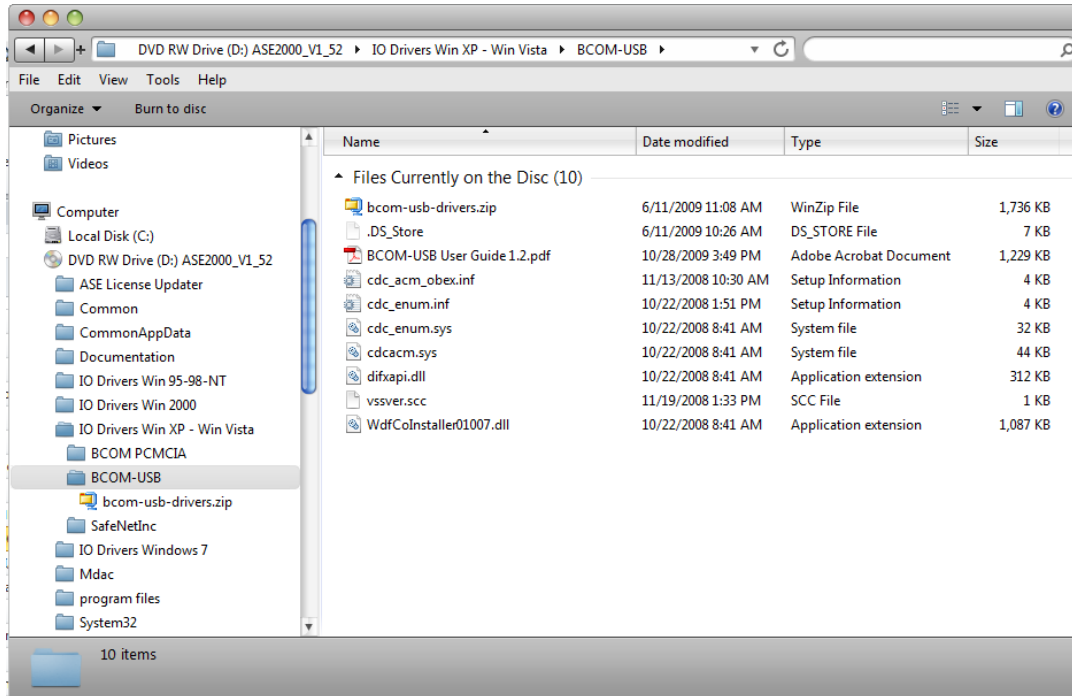 DVD RW Drive (D:) ASE2000_V1_52 IO Drivers Win XP - Win Vista BCOM-USB
File Edit View Tools Help
Organize Burn to disc
Pictures
Videos
Computer
Local Disk (C:)
DVD RW Drive (D:) ASE2000_V1_52
ASE License Updater
Common
CommonAppData
Documentation
IO Drivers Win 95-98-NT
IO Drivers Win 2000
IO Drivers Win XP - Win Vista
BCOM PCMCIA
BCOM-USB
bcom-usb-drivers.zip
SafeNetInc
IO Drivers Windows 7
Mdac
program files
System32
Name Date modified Type Size
Files Currently on the Disc (10)
bcom-usb-drivers.zip 6/11/2009 11:08 AM WinZip File 1,736 KB
.DS_Store 6/11/2009 10:26 AM DS_STORE File 7 KB
BCOM-USB User Guide 1.2.pdf 10/28/2009 3:49 PM Adobe Acrobat Document 1,229 KB
cdc_acm_obex.inf 11/13/2008 10:30 AM Setup Information 4 KB
cdc_enum.inf 10/22/2008 1:51 PM Setup Information 4 KB
cdc_enum.sys 10/22/2008 8:41 AM System file 32 KB
cdcacm.sys 10/22/2008 8:41 AM System file 44 KB
difxapi.dll 10/22/2008 8:41 AM Application extension 312 KB
vssver.scc 11/19/2008 1:33 PM SCC File 1 KB
WdfCoInstaller01007.dll 10/22/2008 8:41 AM Application extension 1,087 KB
10 items